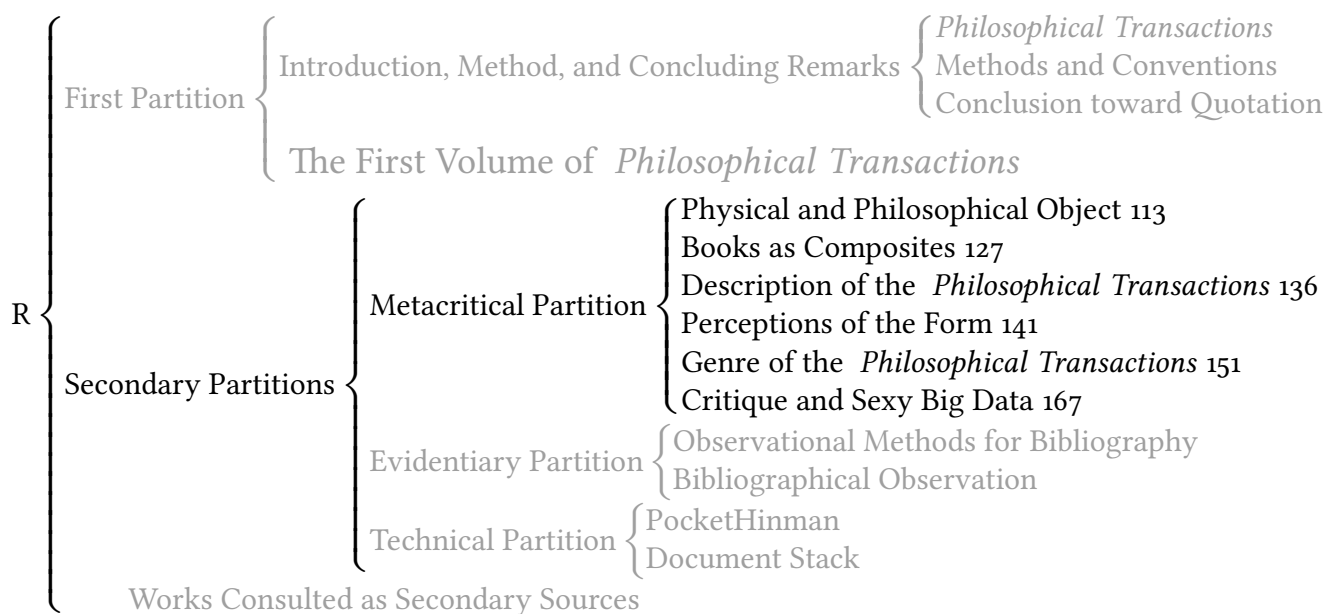 Philosophical Transactions
Introduction, Method, and Concluding Remarks
Methods and Conventions
First Partition
Conclusion toward Quotation
The First Volume of Philosophical Transactions
Physical and Philosophical Object 113
Books as Composites 127
Description of the Philosophical Transactions 136
Metacritical Partition
Perceptions of the Form 141
R
Genre of the Philosophical Transactions 151
Secondary Partitions
Critique and Sexy Big Data 167
Observational Methods for Bibliography
Evidentiary Partition
Bibliographical Observation
PocketHinman
Technical Partition
Document Stack
Works Consulted as Secondary Sources